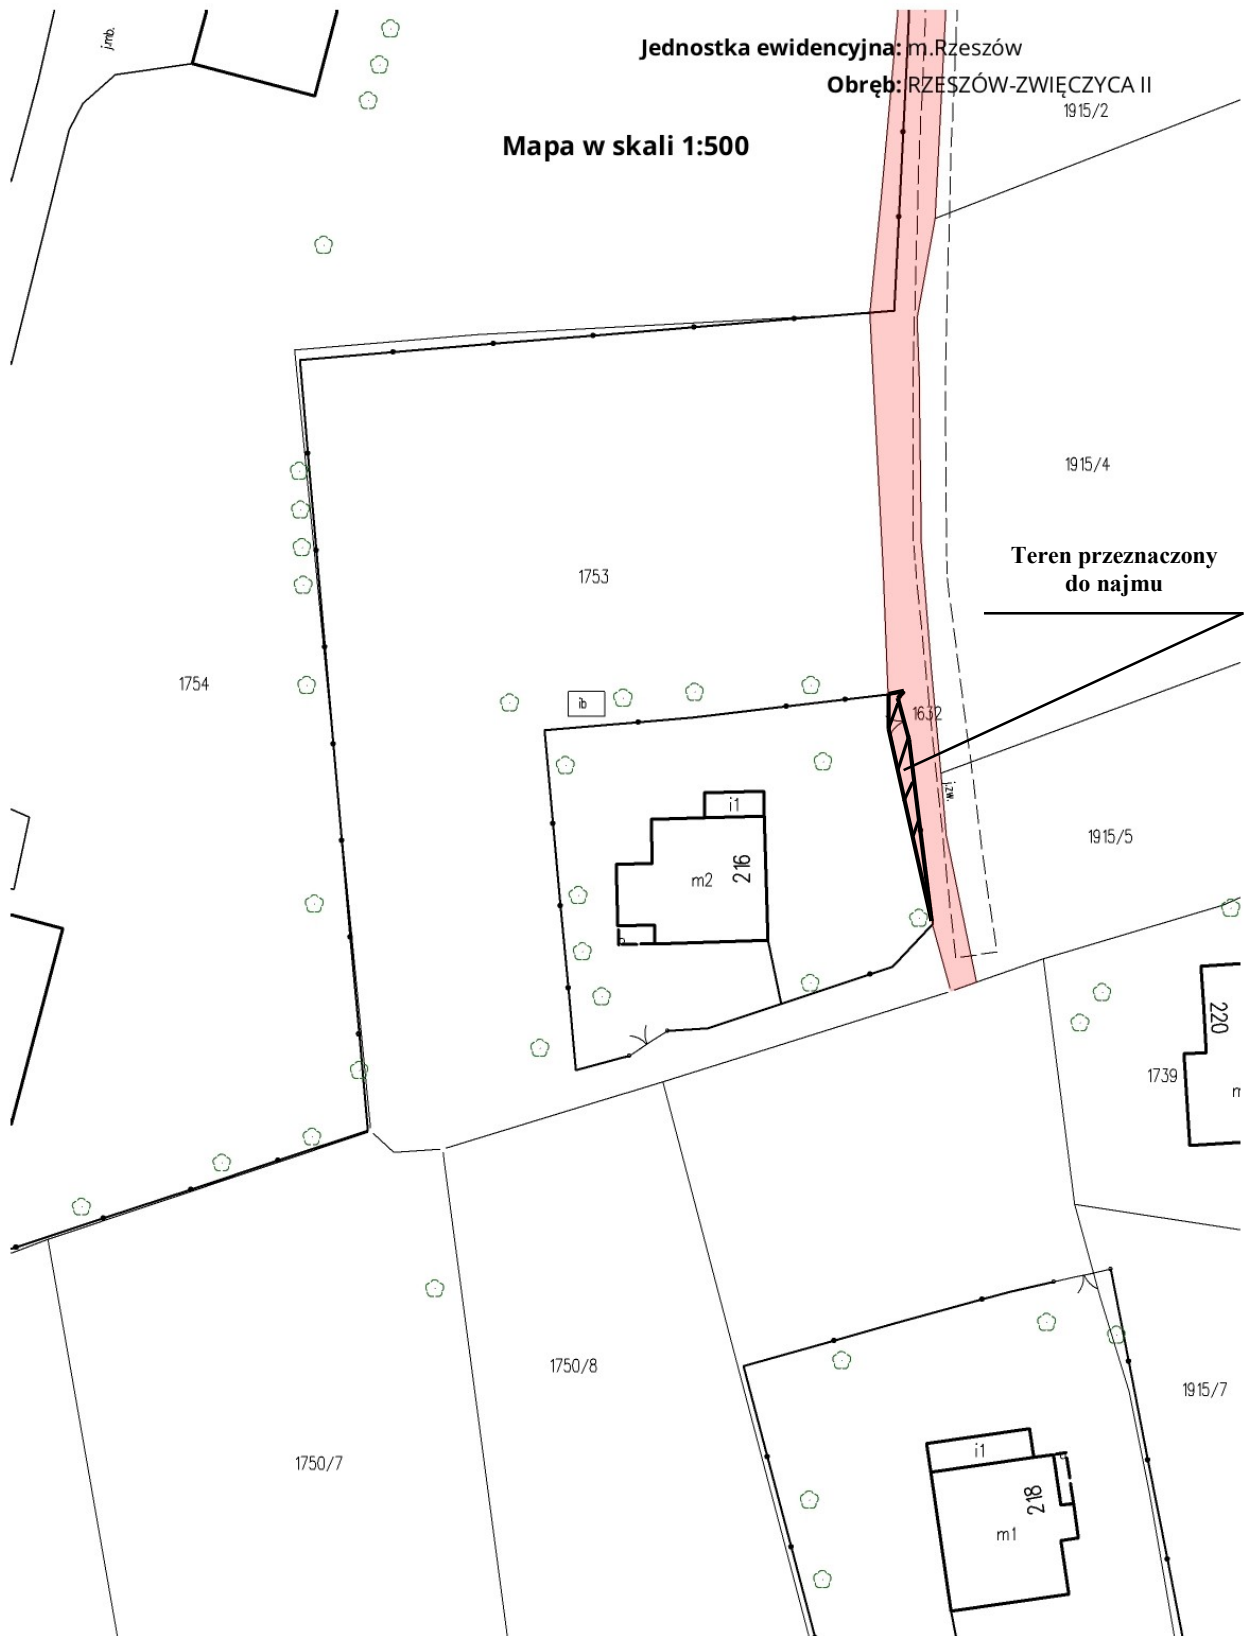 j.mb.
Jednostka ewidencyjna: m.Rzeszów
Obręb: RZESZÓW-ZWIĘCZYCA II
1915/2
Mapa w skali 1:500
1915/4
Teren przeznaczony
do najmu
1753
1754
ib
1632
j.zw.
i1
1915/5
216
m2
220
1739
1750/8
1915/7
i1
1750/7
218
m1